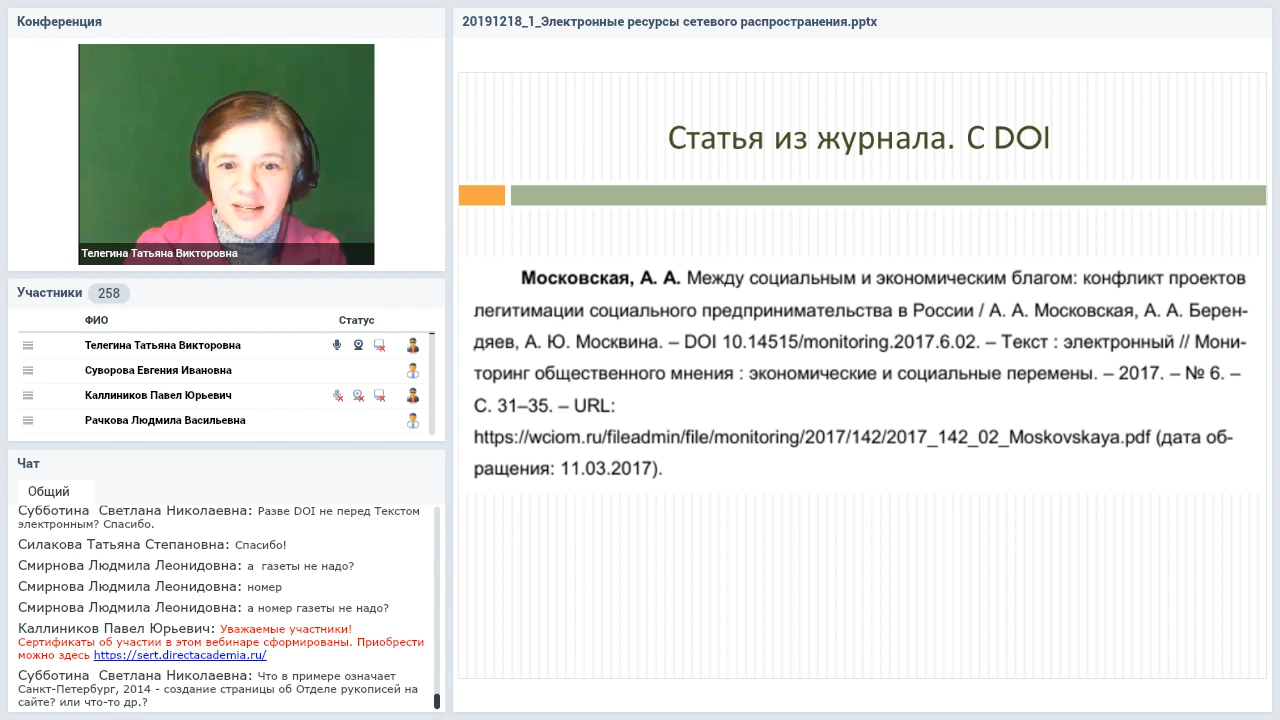 Конференция
Телегина Татьяна Викторовна
Участники 258
ФИО Статус
Телегина Татьяна Викторовна
Суворова Евгения Ивановна
Каллиников Павел Юрьевич
Рачкова Людмила Васильевна
Чат
Общий
Субботина Светлана Николаевна: Разве DOI не перед Текстом
электронным? Спасибо.
Силакова Татьяна Степановна: Спасибо!
Смирнова Людмила Леонидовна: а газеты не надо?
Смирнова Людмила Леонидовна: номер
Смирнова Людмила Леонидовна: а номер газеты не надо?
Каллиников Павел Юрьевич: Уважаемые участники!
Сертификаты об участии в этом вебинаре сформированы. Приобрести
можно здесь https://sert.directacademia.ru/
Субботина Светлана Николаевна: Что в примере означает
Санкт-Петербург, 2014 - создание страницы об Отделе рукописей на
сайте? или что-то др.?
20191218_1_Электронные ресурсы сетевого распространения.pptx
Статья из журнала. С DOI
Московская, А. А. Между социальным и экономическим благом: конфликт проектов
легитимации социального предпринимательства в России / А. А. Московская, А. А. Берен-
дяев, А. Ю. Москвина. – DOI 10.14515/monitoring.2017.6.02. – Текст : электронный // Мони-
торинг общественного мнения : экономические и социальные перемены. – 2017. – № 6. –
С. 31–35. – URL:
https://wciom.ru/fileadmin/file/monitoring/2017/142/2017_142_02_Moskovskaya.pdf (дата об-
ращения: 11.03.2017).